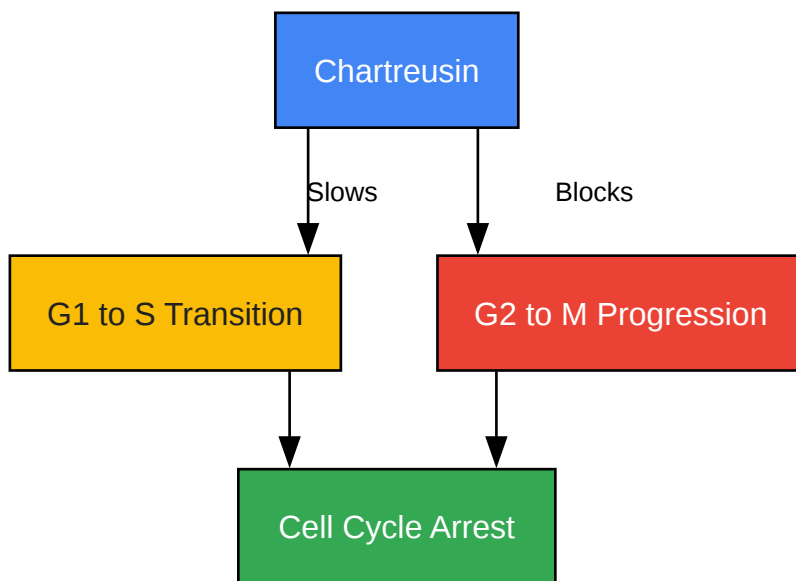 Chartreusin
Slows
Blocks
G1 to S Transition
G2 to M Progression
Cell Cycle Arrest